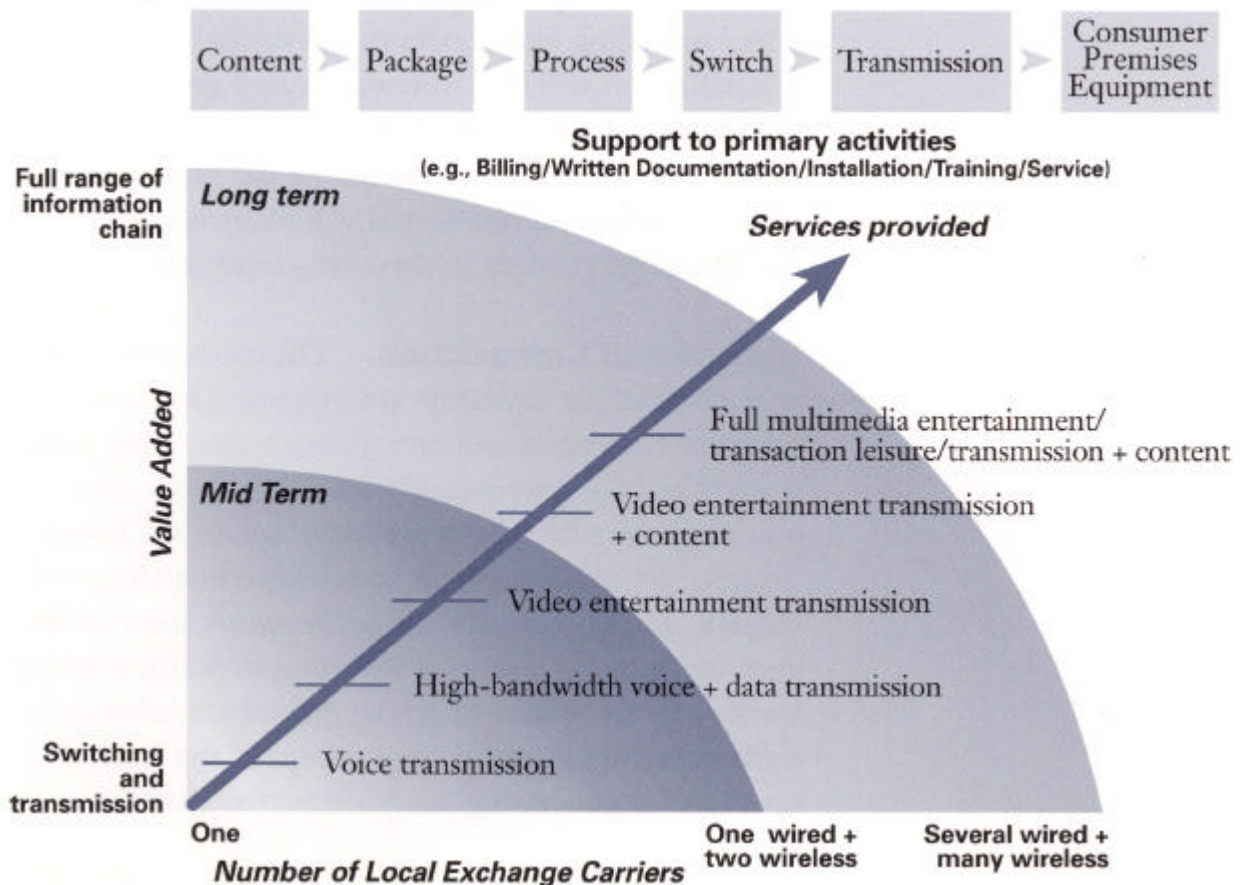 Content
Package
Process
Switch
Transmission
Consumer
Premises
Equipment
Support to primary activities
(e.g., Billing/Written Documentation/Installation/Training/Service)
Full range of
information
chain
Long term
Services provided
Value Added
Full multimedia entertainment/
transaction leisure/transmission + content
Mid Term
Video entertainment transmission
+ content
Video entertainment transmission
High-bandwidth voice + data transmission
Switching
and
transmission
Voice transmission
One
One wired +
two wireless
Several wired +
many wireless
Number of Local Exchange Carriers